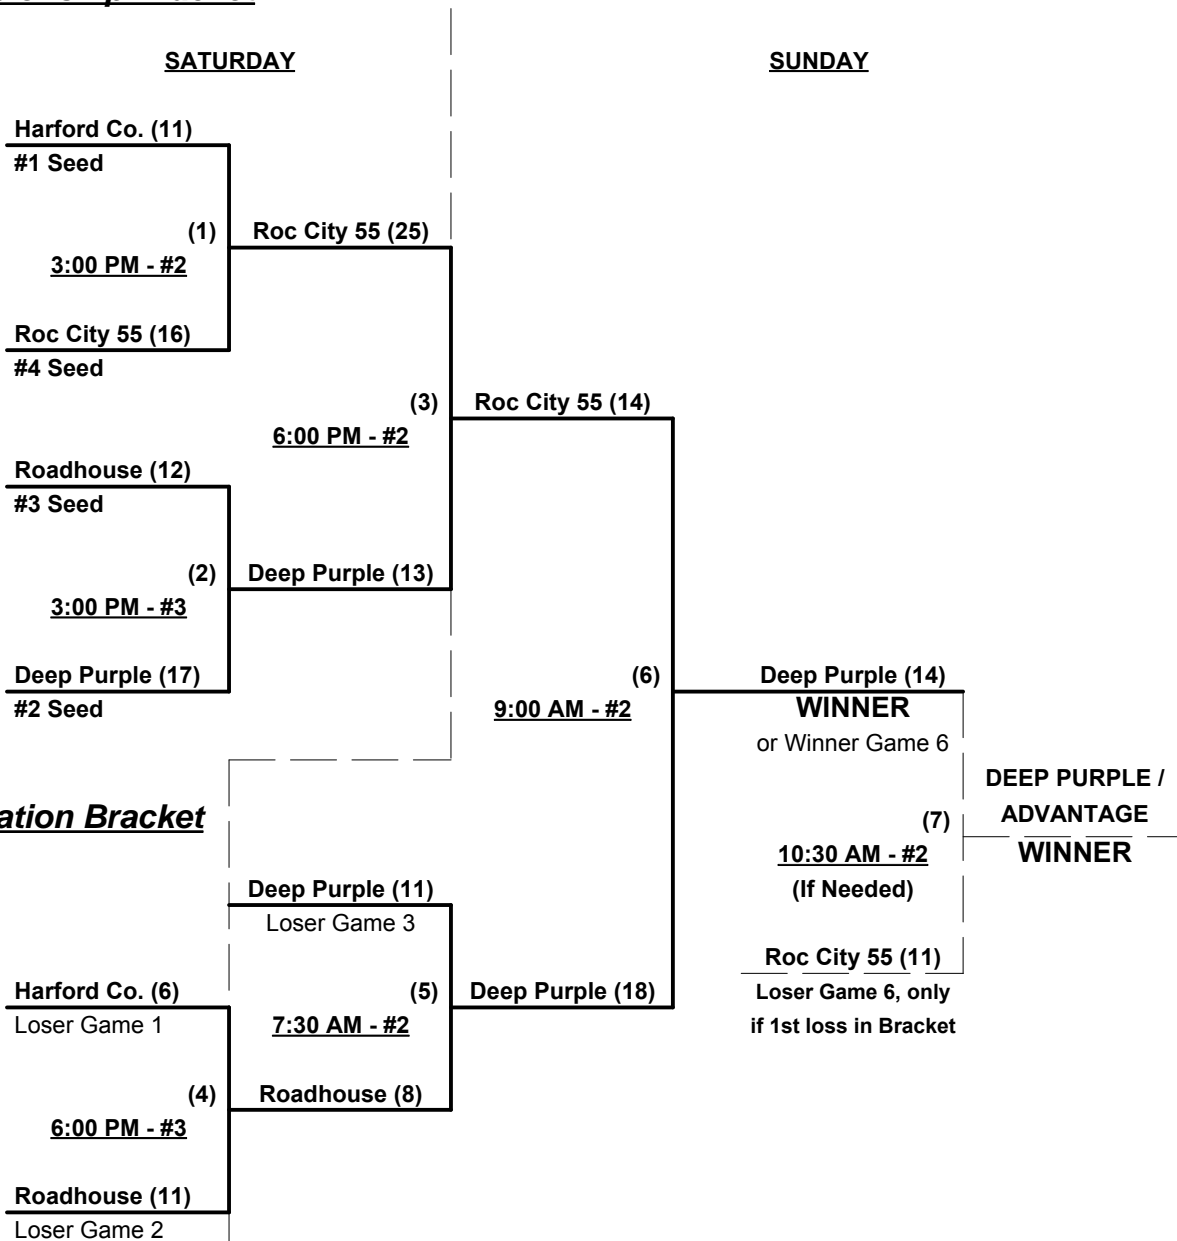 SATURDAY
SUNDAY
Harford Co. (11)
#1 Seed
(1)
Roc City 55 (25)
3:00 PM - #2
Roc City 55 (16)
#4 Seed
(3)
Roc City 55 (14)
6:00 PM - #2
Roadhouse (12)
#3 Seed
(2)
Deep Purple (13)
3:00 PM - #3
Deep Purple (17)
#2 Seed
(6)
Deep Purple (14)
9:00 AM - #2
WINNER
or Winner Game 6
DEEP PURPLE /
ADVANTAGE
WINNER
(7)
10:30 AM - #2
(If Needed)
Bracket
Deep Purple (11)
Loser Game 3
Roc City 55 (11)
Loser Game 6, only
if 1st loss in Bracket
Harford Co. (6)
Loser Game 1
(5)
Deep Purple (18)
7:30 AM - #2
(4)
Roadhouse (8)
6:00 PM - #3
Roadhouse (11)
Loser Game 2